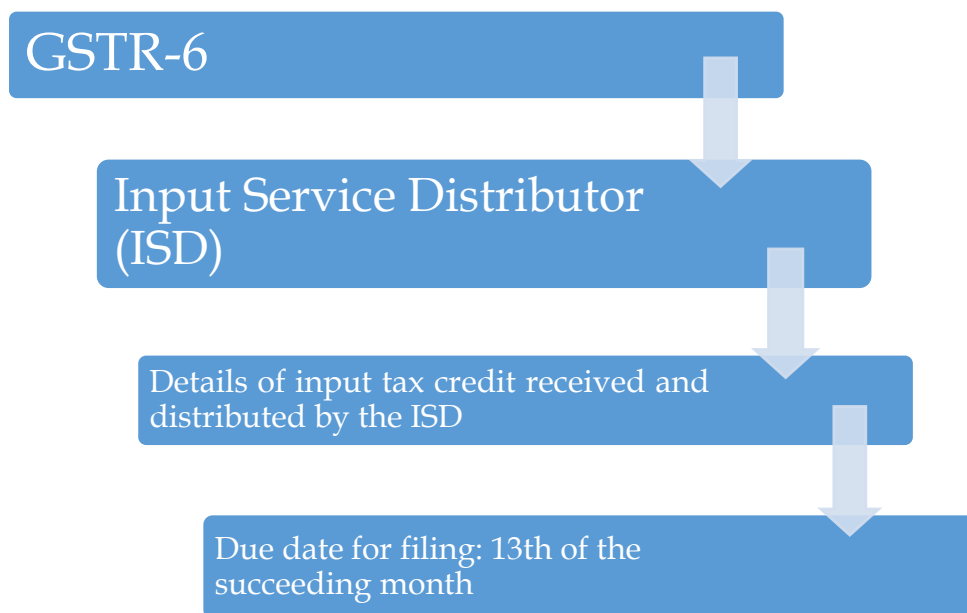 GSTR-6
Input Service Distributor
(ISD)
Details of input tax credit received and
distributed by the ISD
Due date for filing: 13th of the
succeeding month